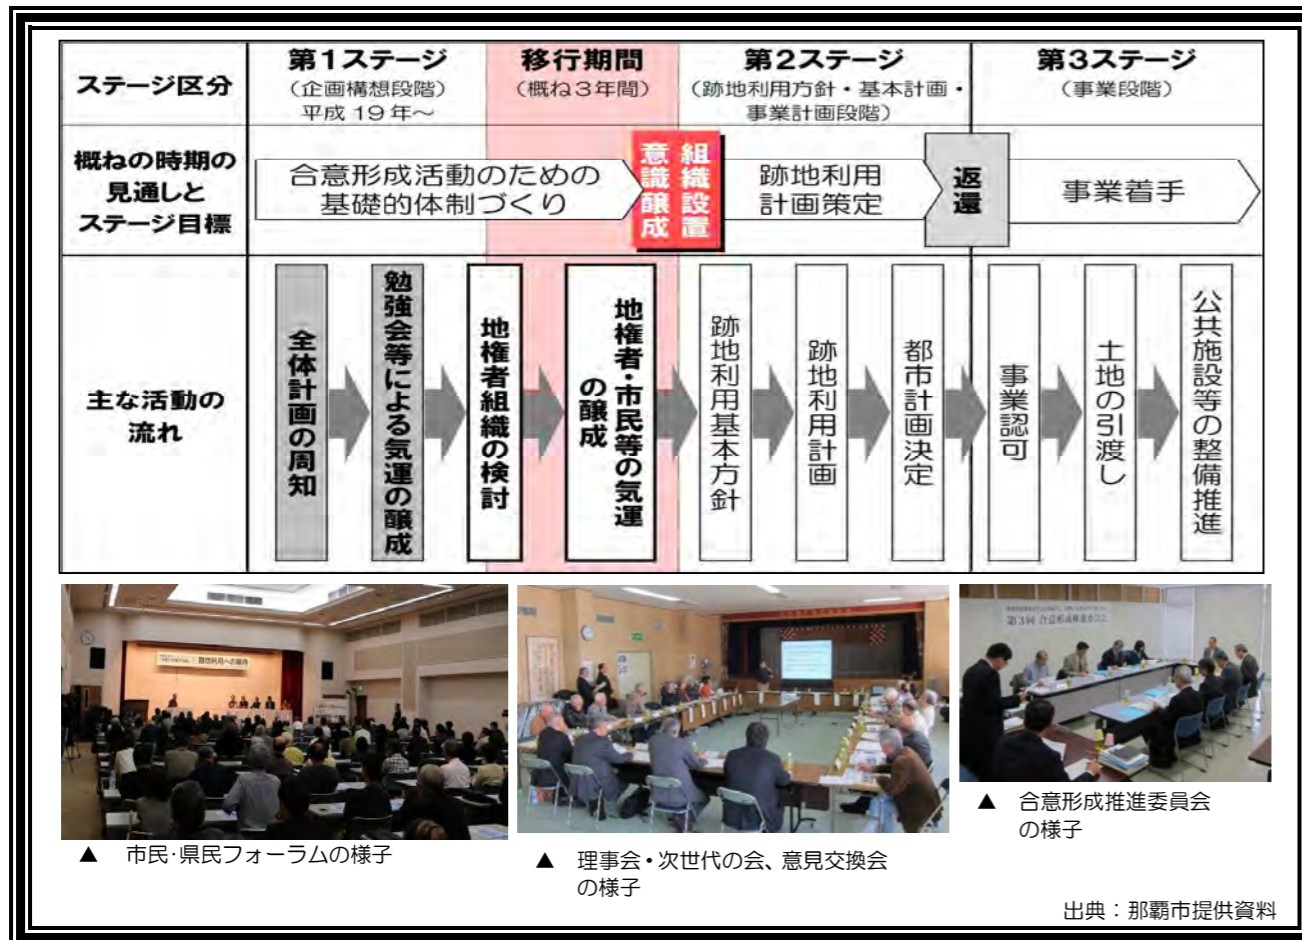 ステージ区分
第1ステージ
（企画構想段階）
平成 19 年～
移行期間
（概ね３年間）
第2ステージ
（跡地利用方針・基本計画・
事業計画段階）
第3ステージ
（事業段階）
概ねの時期の
見通しと
ステージ目標
合意形成活動のための
基礎的体制づくり
組織設置
意識醸成
跡地利用
計画策定
返還
事業着手
主な活動の
流れ
全体計画の周知
勉強会等による気運の醸成
地権者組織の検討
地権者・市民等の気運
の醸成
跡地利用基本方針
跡地利用計画
都市計画決定
事業認可
土地の引渡し
公共施設等の整備推進
跡地利用への期待
第3回 合意形成推進委員会
▲ 市民･県民フォーラムの様子
▲ 理事会・次世代の会、意見交換会
の様子
▲ 合意形成推進委員会
の様子
出典：那覇市提供資料